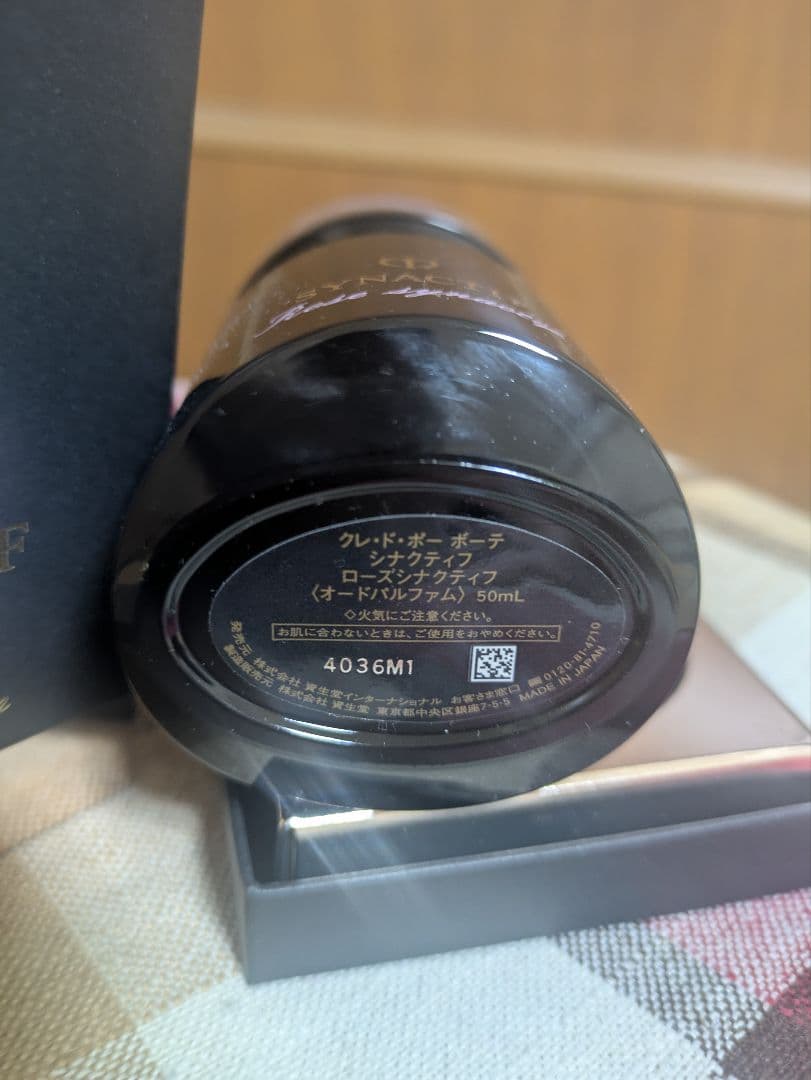 SYNACTIF
クレ・ド・ポー ボーテ
シナクティフ
ローズシナクティフ
〈オードパルファム〉 50mL
◇火気にご注意ください。
お肌に合わないときは、ご使用をおやめください。
4036M1
発売元 株式会社 資生堂インターナショナル お客さま窓口 0120-81-4710
製造販売元 株式会社 資生堂 東京都中央区銀座7-5-5 MADE IN JAPAN
F